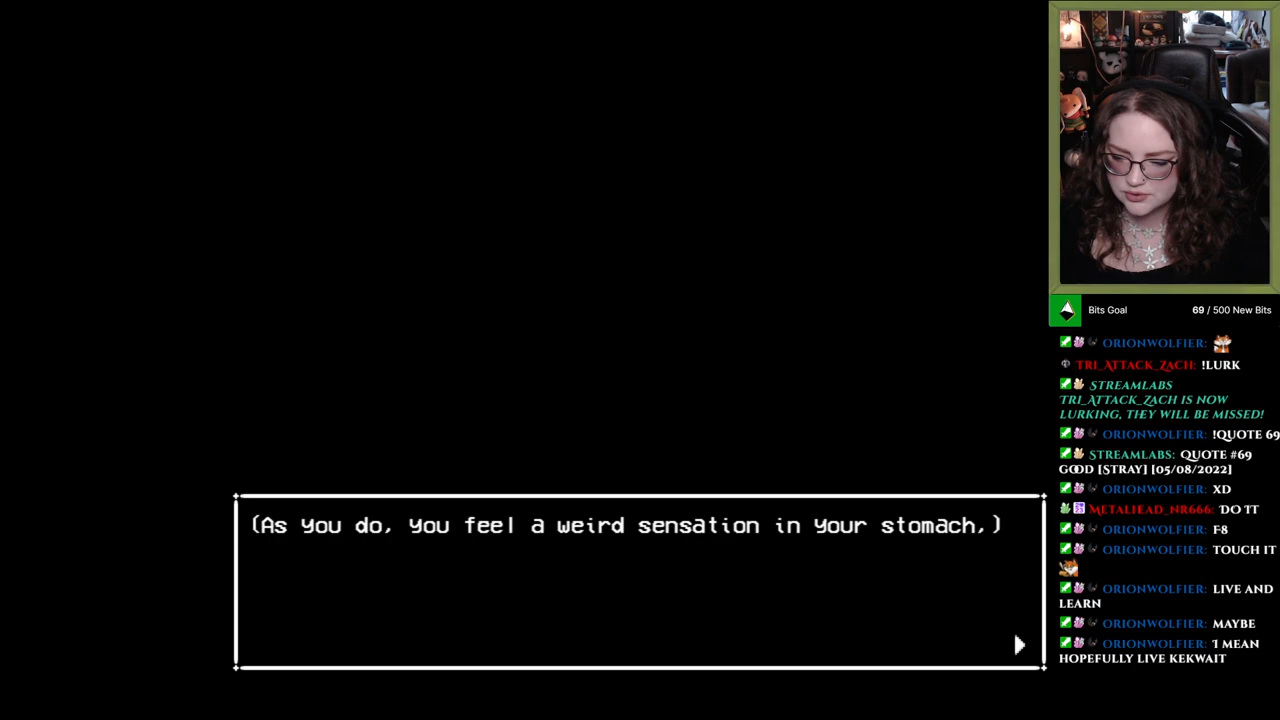 (As you do, you feel a weird sensation in your stomach,)
Bits Goal 69 / 500 New Bits
ORIONWOLFIER:
TRI_ATTACK_ZACH: !LURK
STREAMLABS
TRI_ATTACK_ZACH IS NOW
LURKING, THEY WILL BE MISSED!
ORIONWOLFIER: !QUOTE 69
STREAMLABS: QUOTE #69
GOOD [STRAY] [05/08/2022]
ORIONWOLFIER: XD
METALHEAD_NR666: DO IT
ORIONWOLFIER: F8
ORIONWOLFIER: TOUCH IT
ORIONWOLFIER: LIVE AND
LEARN
ORIONWOLFIER: MAYBE
ORIONWOLFIER: I MEAN
HOPEFULLY LIVE KEKWAIT